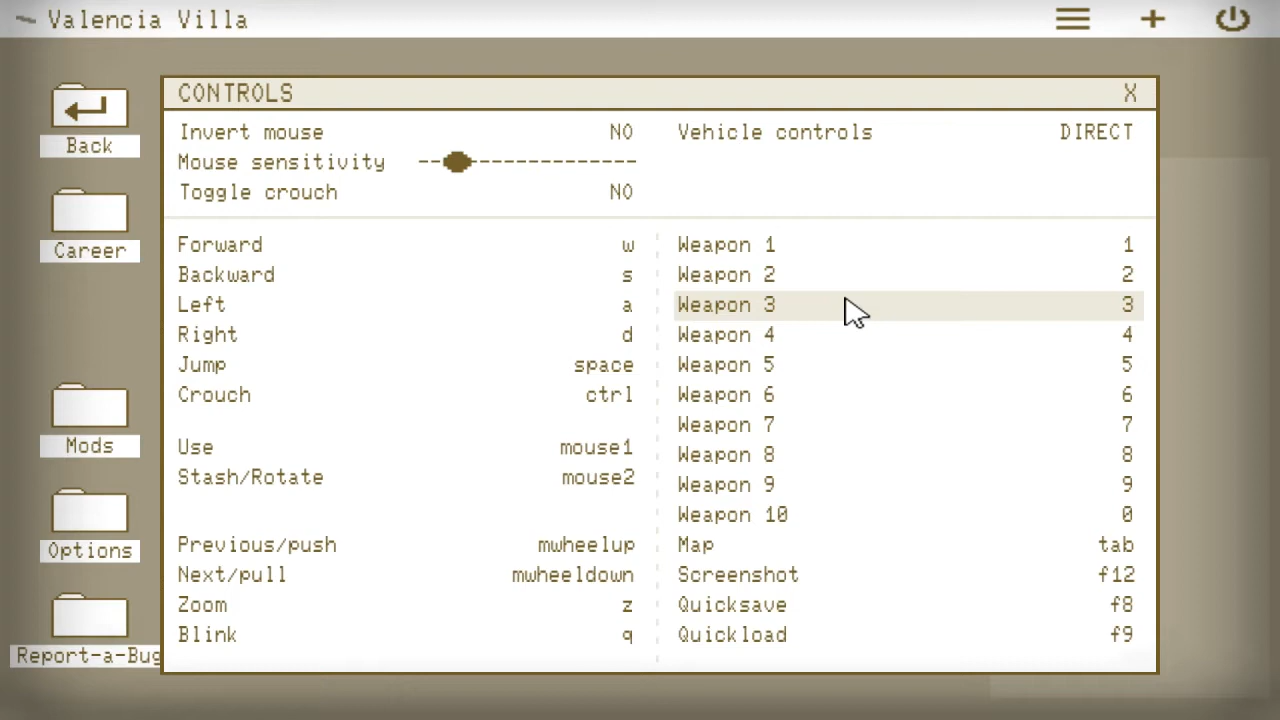 Valencia Villa
Back
Career
Mods
Options
Report-a-Bug
CONTROLS X
Invert mouse NO
Mouse sensitivity
Toggle crouch NO
Vehicle controls DIRECT
Forward w
Backward s
Left a
Right d
Jump space
Crouch ctrl
Use mouse1
Stash/Rotate mouse2
Previous/push mwheelup
Next/pull mwheeldown
Zoom z
Blink q
Weapon 1 1
Weapon 2 2
Weapon 3 3
Weapon 4 4
Weapon 5 5
Weapon 6 6
Weapon 7 7
Weapon 8 8
Weapon 9 9
Weapon 10 0
Map tab
Screenshot f12
Quicksave f8
Quickload f9